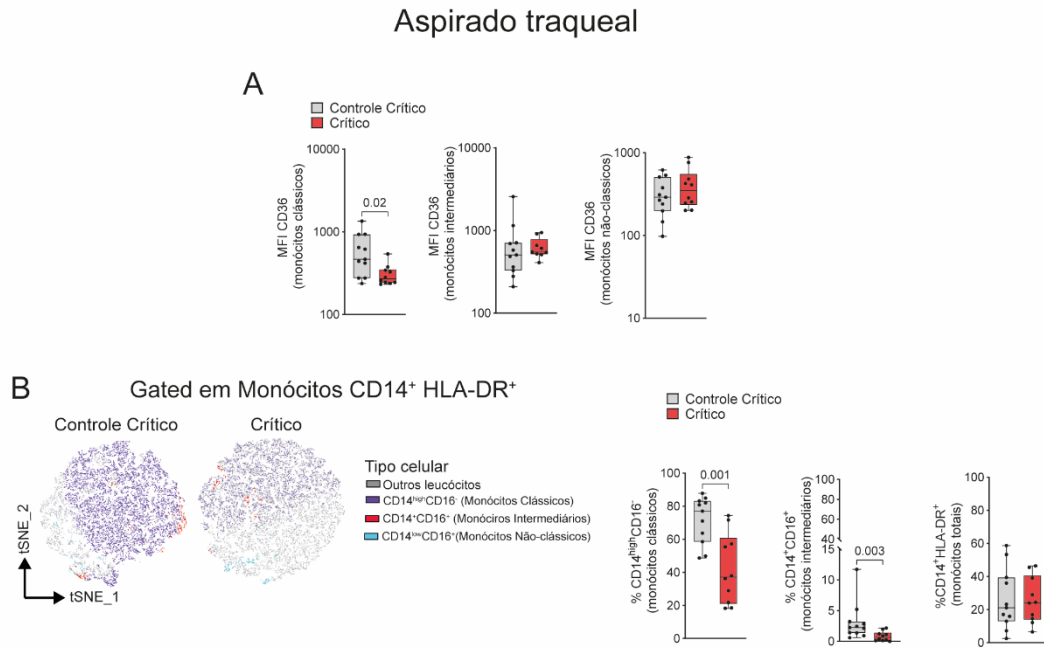 Aspirado traqueal
A
Controle Crítico
Crítico
10000
1000
100
MFI CD36
(monócitos clássicos)
0.02
10000
1000
100
MFI CD36
(monócitos intermediários)
1000
100
10
MFI CD36
(monócitos não-classicos)
B
Gated em Monócitos CD14⁺ HLA-DR⁺
Controle Crítico
Crítico
tSNE_2
tSNE_1
Tipo celular
Outros leucócitos
CD14ʰⁱᵍʰCD16⁻ (Monócitos Clássicos)
CD14⁺CD16⁺ (Monóciros Intermediários)
CD14ˡᵒʷCD16⁺(Monócitos Não-clássicos)
Controle Crítico
Crítico
100
80
60
40
20
0
% CD14ʰⁱᵍʰCD16⁻
(monócitos clássicos)
0.001
100
80
60
40
20
15
10
5
0
% CD14⁺CD16⁺
(monócitos intermediários)
0.003
100
80
60
40
20
0
%CD14⁺HLA-DR⁺
(monócitos totais)